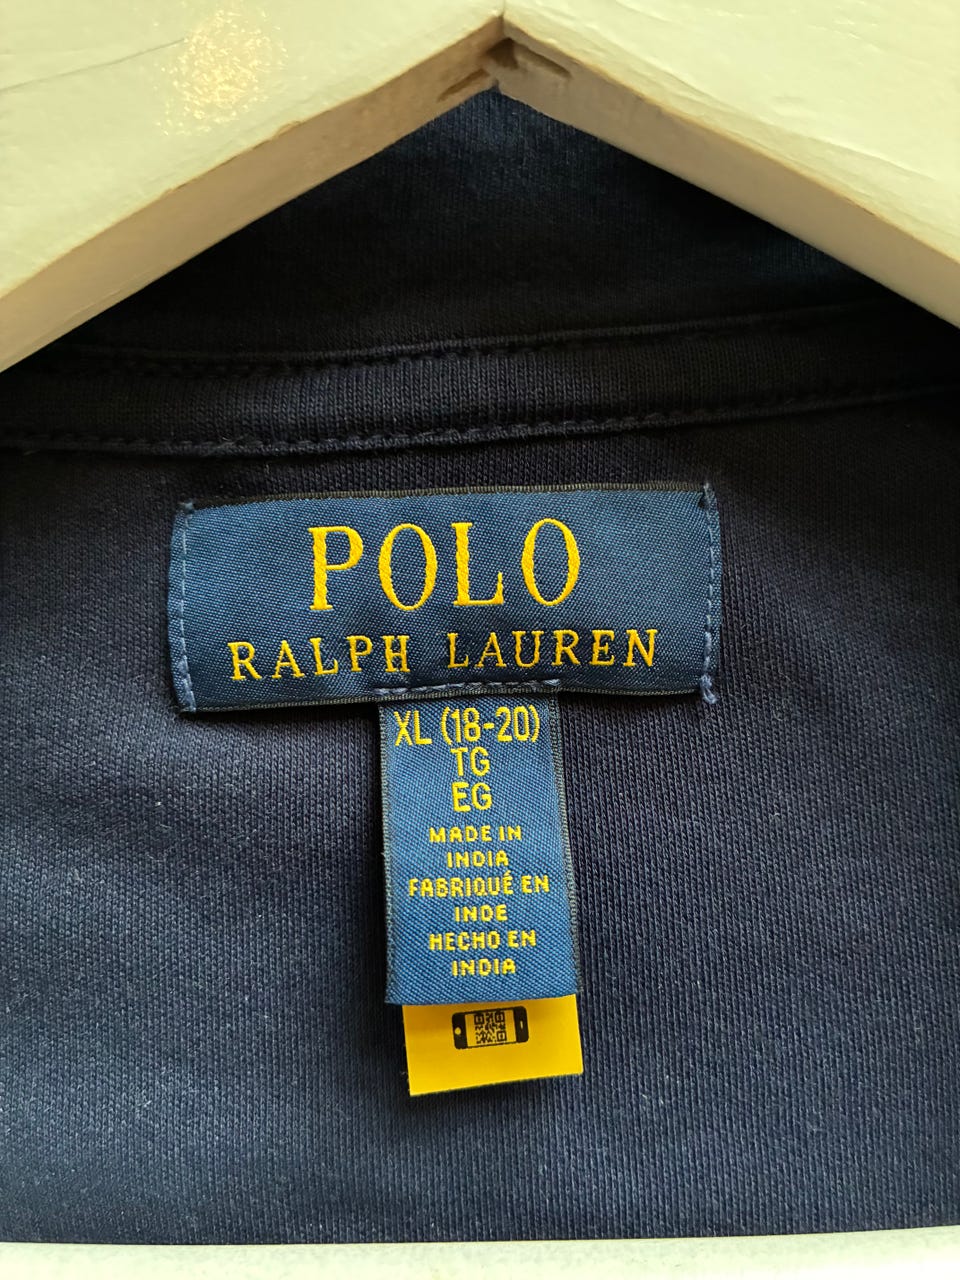 POLO
RALPH LAUREN
XL (18-20)
TG
EG
MADE IN
INDIA
FABRIQUÉ EN
INDE
HECHO EN
INDIA